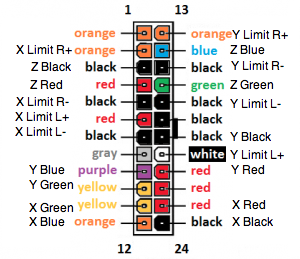 1 13
orange orange Y Limit R+
X Limit R+ orange blue Z Blue
Z Black black black Y Limit R-
Z Red red green Z Green
X Limit R- black black Y Limit L-
X Limit L+ red black
X Limit L- black black Y Black
gray white Y Limit L+
Y Blue purple red Y Red
Y Green yellow red
X Green yellow red X Red
X Blue orange black X Black
12 24